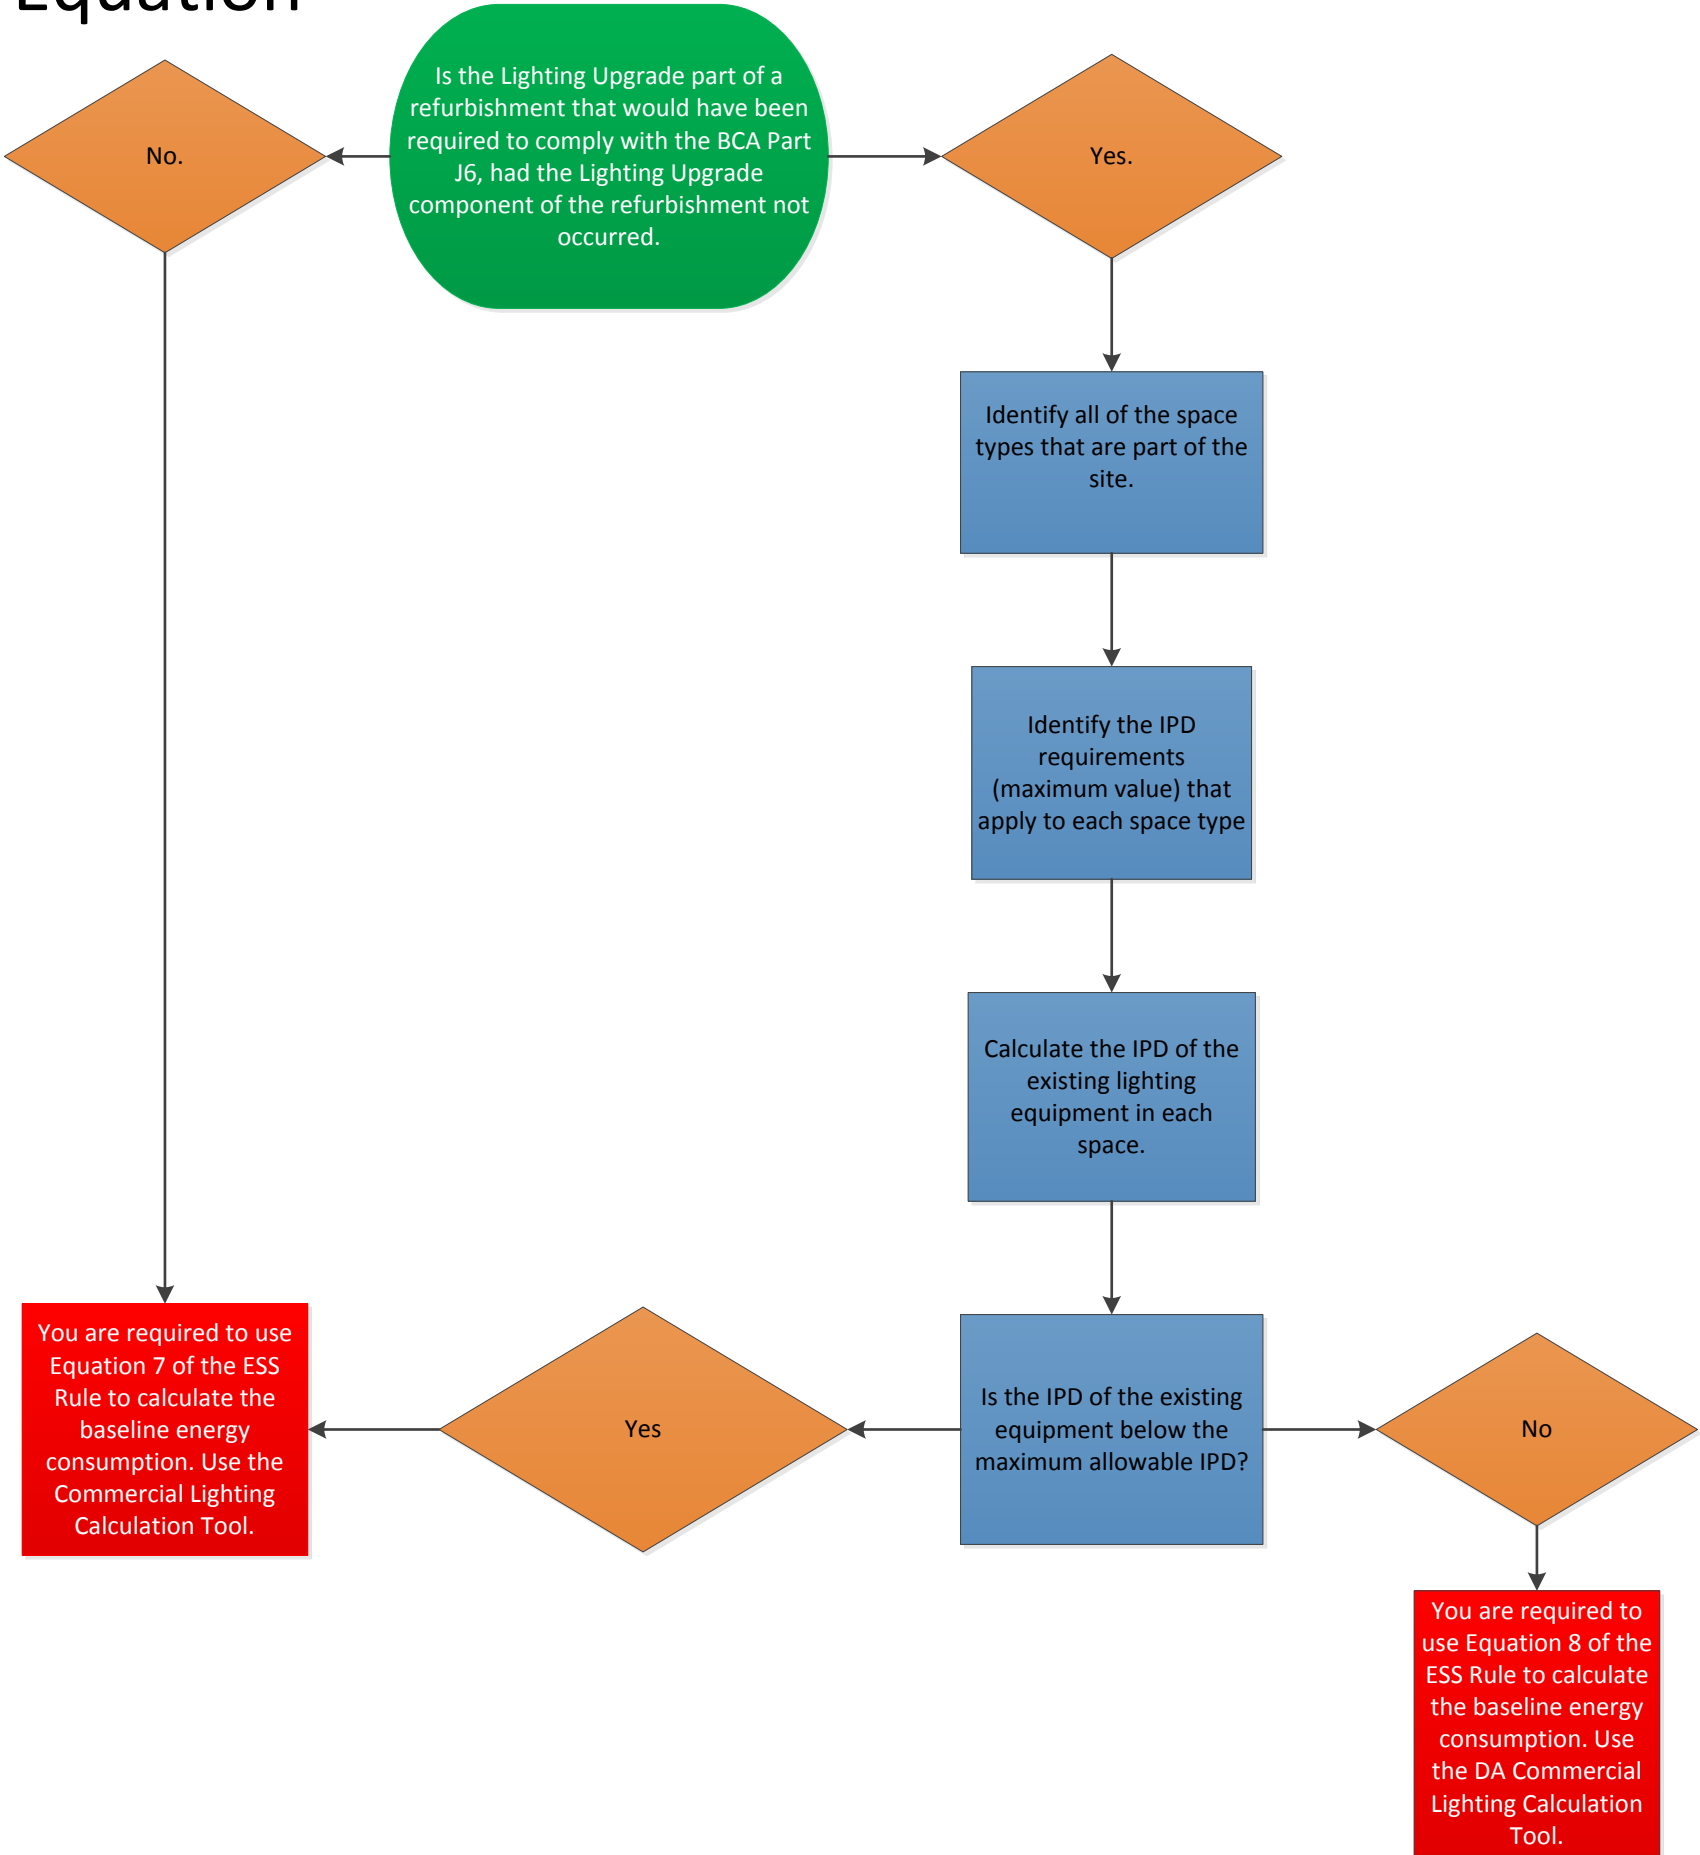 Equation
Is the Lighting Upgrade part of a
refurbishment that would have been
required to comply with the BCA Part
J6, had the Lighting Upgrade
component of the refurbishment not
occurred.
No.
Yes.
Identify all of the space
types that are part of the
site.
Identify the IPD
requirements
(maximum value) that
apply to each space type
Calculate the IPD of the
existing lighting
equipment in each
space.
Is the IPD of the existing
equipment below the
maximum allowable IPD?
Yes
No
You are required to use
Equation 7 of the ESS
Rule to calculate the
baseline energy
consumption. Use the
Commercial Lighting
Calculation Tool.
You are required to
use Equation 8 of the
ESS Rule to calculate
the baseline energy
consumption. Use
the DA Commercial
Lighting Calculation
Tool.